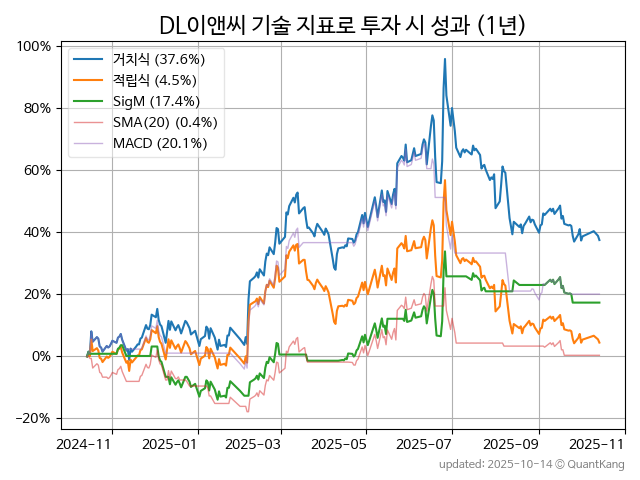 DL이앤씨 기술 지표로 투자 시 성과 (1년)
거치식 (37.6%)
적립식 (4.5%)
SigM (17.4%)
SMA(20) (0.4%)
MACD (20.1%)
100%
80%
60%
40%
20%
0%
−20%
2024-11 2025-01 2025-03 2025-05 2025-07 2025-09 2025-11
updated: 2025-10-14 © QuantKang